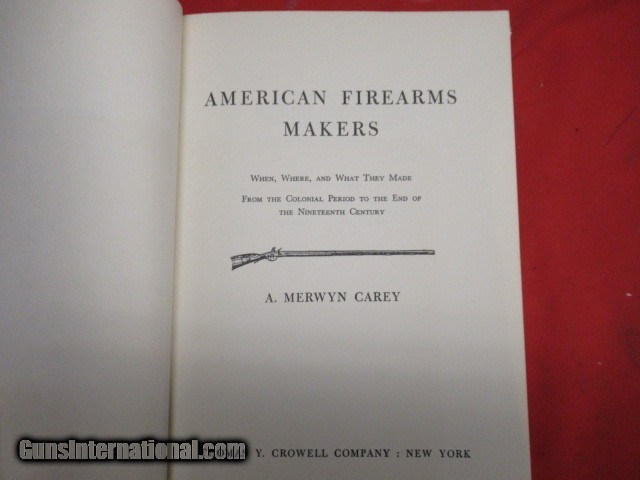 AMERICAN FIREARMS
MAKERS
WHEN, WHERE, AND WHAT THEY MADE
FROM THE COLONIAL PERIOD TO THE END OF
THE NINETEENTH CENTURY
A. MERWYN CAREY
Y. CROWELL COMPANY : NEW YORK
GunsInternational.com